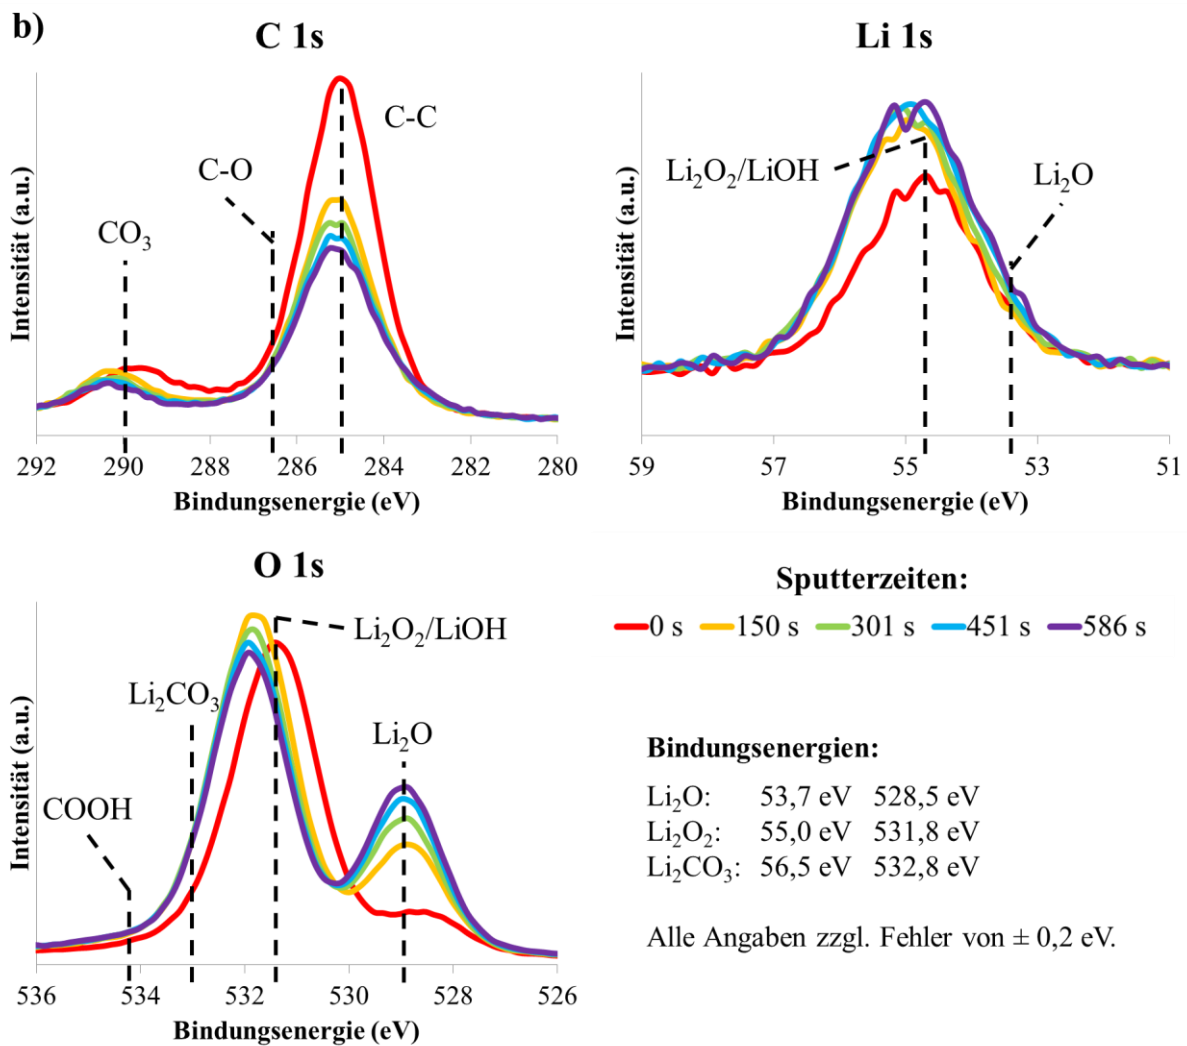 b)
C 1s
C-C
C-O
CO₃
Intensität (a.u.)
292 290 288 286 284 282 280
Bindungsenergie (eV)
Li 1s
Li₂O₂/LiOH
Li₂O
Intensität (a.u.)
59 57 55 53 51
Bindungsenergie (eV)
O 1s
Li₂O₂/LiOH
Li₂CO₃
Li₂O
COOH
Intensität (a.u.)
536 534 532 530 528 526
Bindungsenergie (eV)
Sputterzeiten:
0 s 150 s 301 s 451 s 586 s
Bindungsenergien:
Li₂O: 53,7 eV 528,5 eV
Li₂O₂: 55,0 eV 531,8 eV
Li₂CO₃: 56,5 eV 532,8 eV
Alle Angaben zzgl. Fehler von ± 0,2 eV.